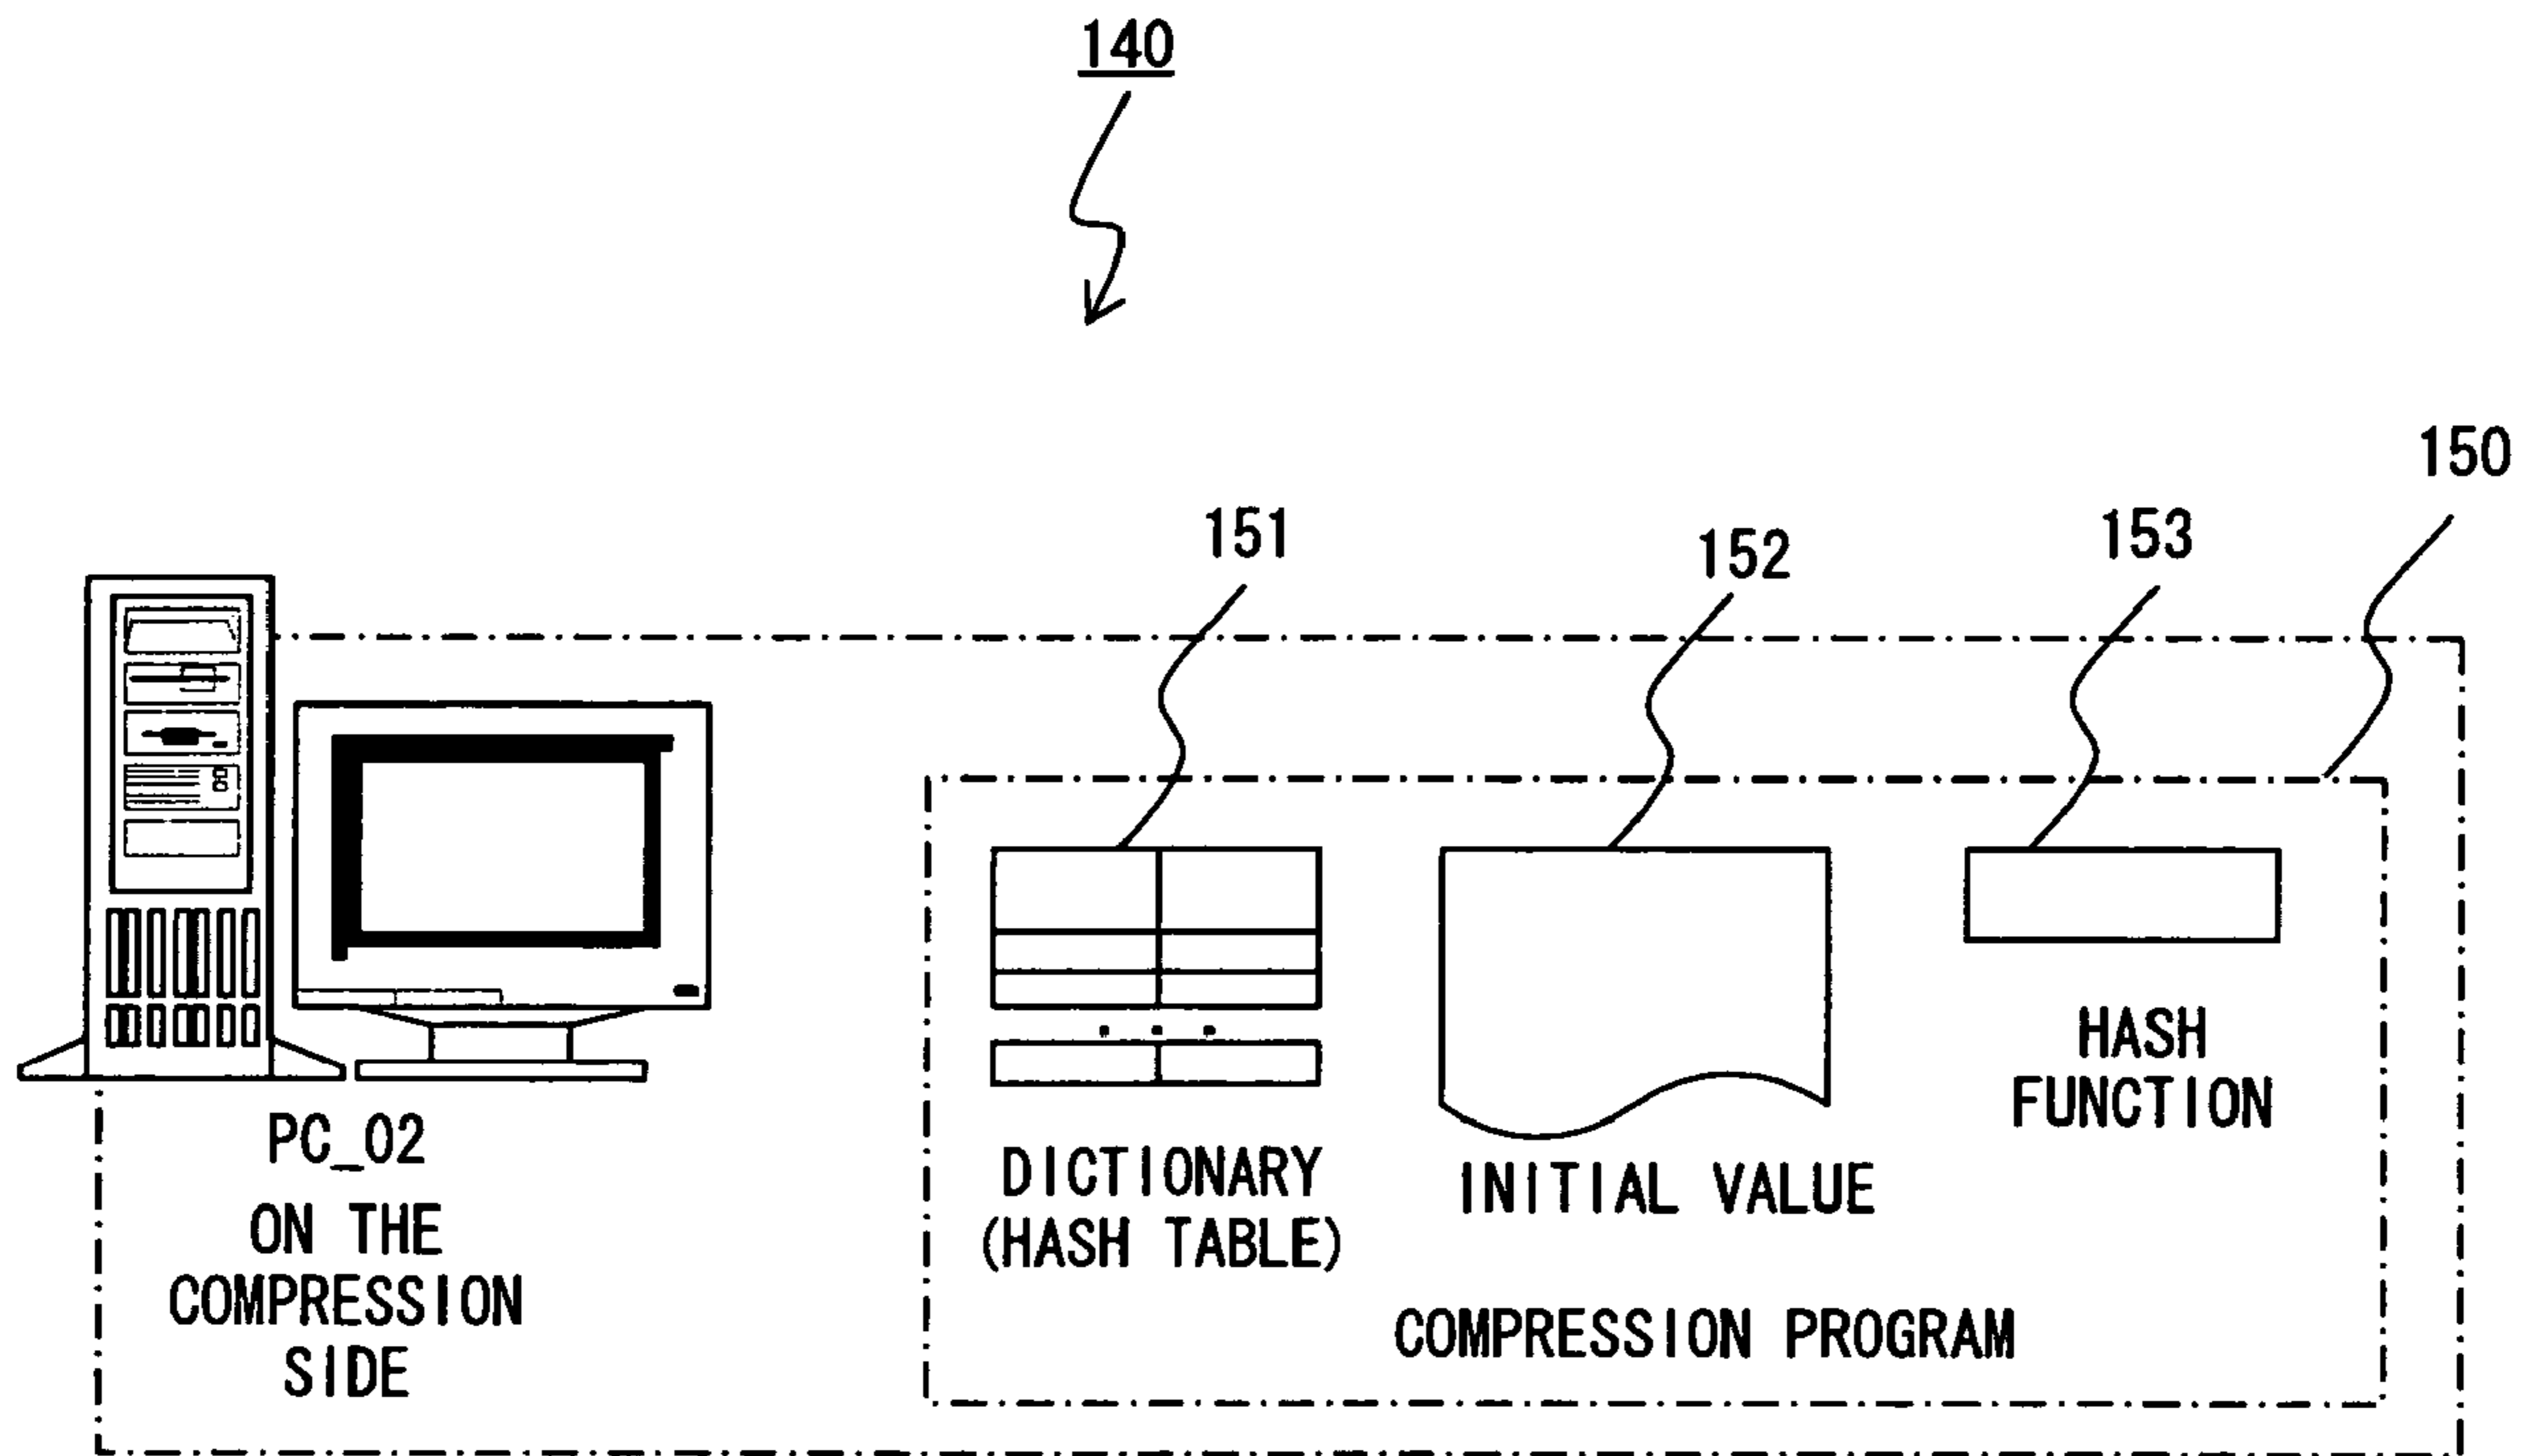 140
150
151
152
153
PC_02
ON THE
COMPRESSION
SIDE
DICTIONARY
(HASH TABLE)
INITIAL VALUE
HASH
FUNCTION
COMPRESSION PROGRAM